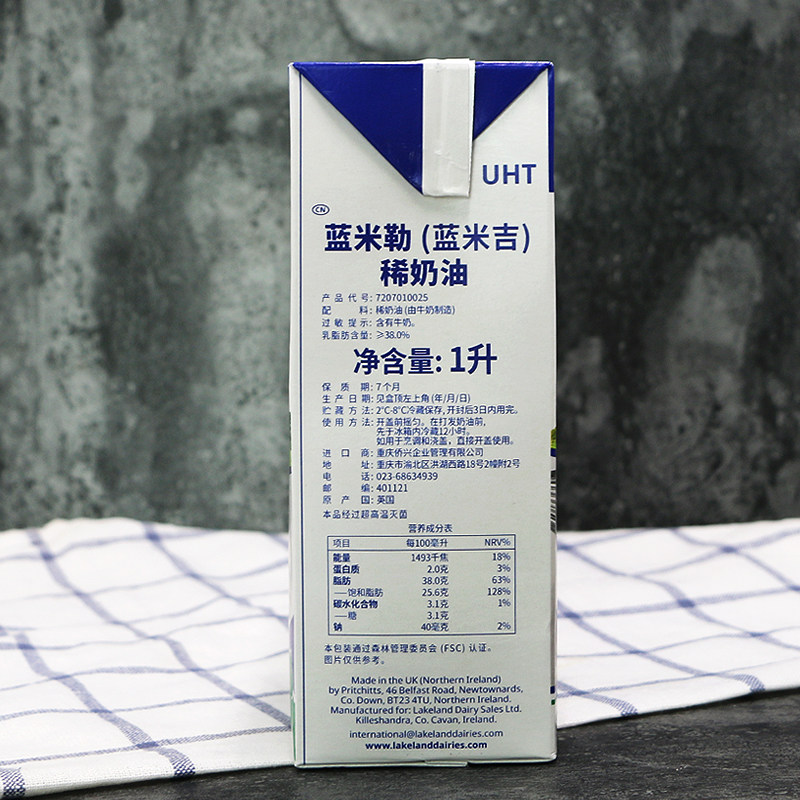 UHT
CN
蓝米勒 (蓝米吉)
稀奶油
产品代号: 7207010025
配料: 稀奶油 (由牛奶制造)
过敏提示: 含有牛奶。
乳脂肪含量: ≥38.0%
净含量: 1升
保质期: 7个月
生产日期: 见盒顶左上角 (年/月/日)
贮藏方法: 2℃-8℃冷藏保存, 开封后3日内用完。
使用方法: 开盖前摇匀。在打发奶油前,
先于冰箱内冷藏12小时。
如用于烹调和浇盖, 直接开盖使用。
进口商: 重庆侨兴企业管理有限公司
地址: 重庆市渝北区洪湖西路18号2幢附2号
电话: 023-68634939
邮编: 401121
原产国: 英国
本品经过超高温灭菌
营养成分表
项目 每100毫升 NRV%
能量 1493千焦 18%
蛋白质 2.0克 3%
脂肪 38.0克 63%
—饱和脂肪 25.6克 128%
碳水化合物 3.1克 1%
—糖 3.1克
钠 40毫克 2%
本包装通过森林管理委员会 (FSC) 认证。
图片仅供参考。
Made in the UK (Northern Ireland)
by Pritchitts, 46 Belfast Road, Newtownards,
Co. Down, BT23 4TU, Northern Ireland.
Manufactured for: Lakeland Dairy Sales Ltd.
Killeshandra, Co. Cavan, Ireland.
international@lakelanddairies.com
www.lakelanddairies.com